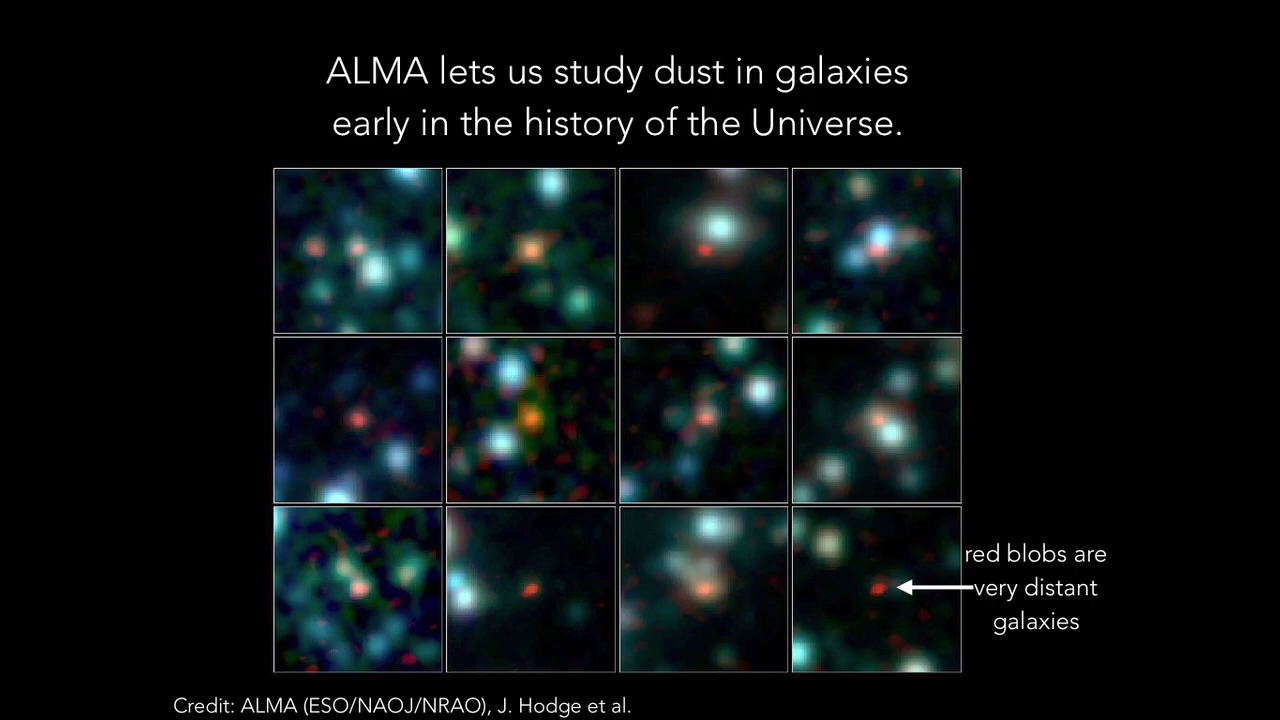 ALMA lets us study dust in galaxies
early in the history of the Universe.
red blobs are
very distant
galaxies
Credit: ALMA (ESO/NAOJ/NRAO), J. Hodge et al.